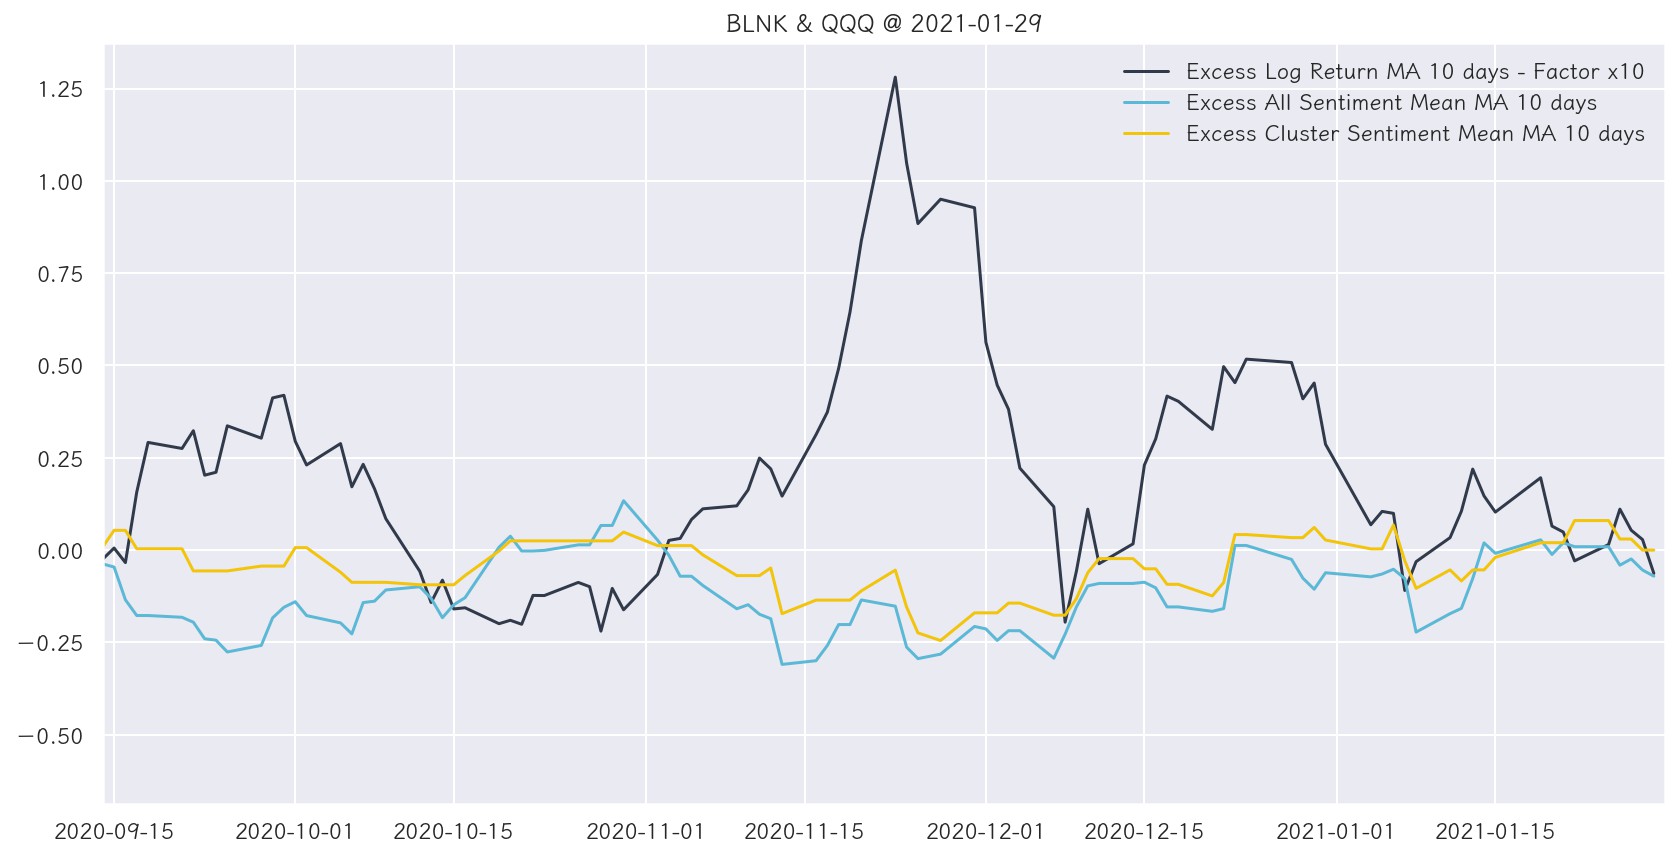 BLNK & QQQ @ 2021-01-29
Excess Log Return MA 10 days - Factor x10
Excess All Sentiment Mean MA 10 days
Excess Cluster Sentiment Mean MA 10 days
1.25
1.00
0.75
0.50
0.25
0.00
−0.25
−0.50
2020-09-15 2020-10-01 2020-10-15 2020-11-01 2020-11-15 2020-12-01 2020-12-15 2021-01-01 2021-01-15